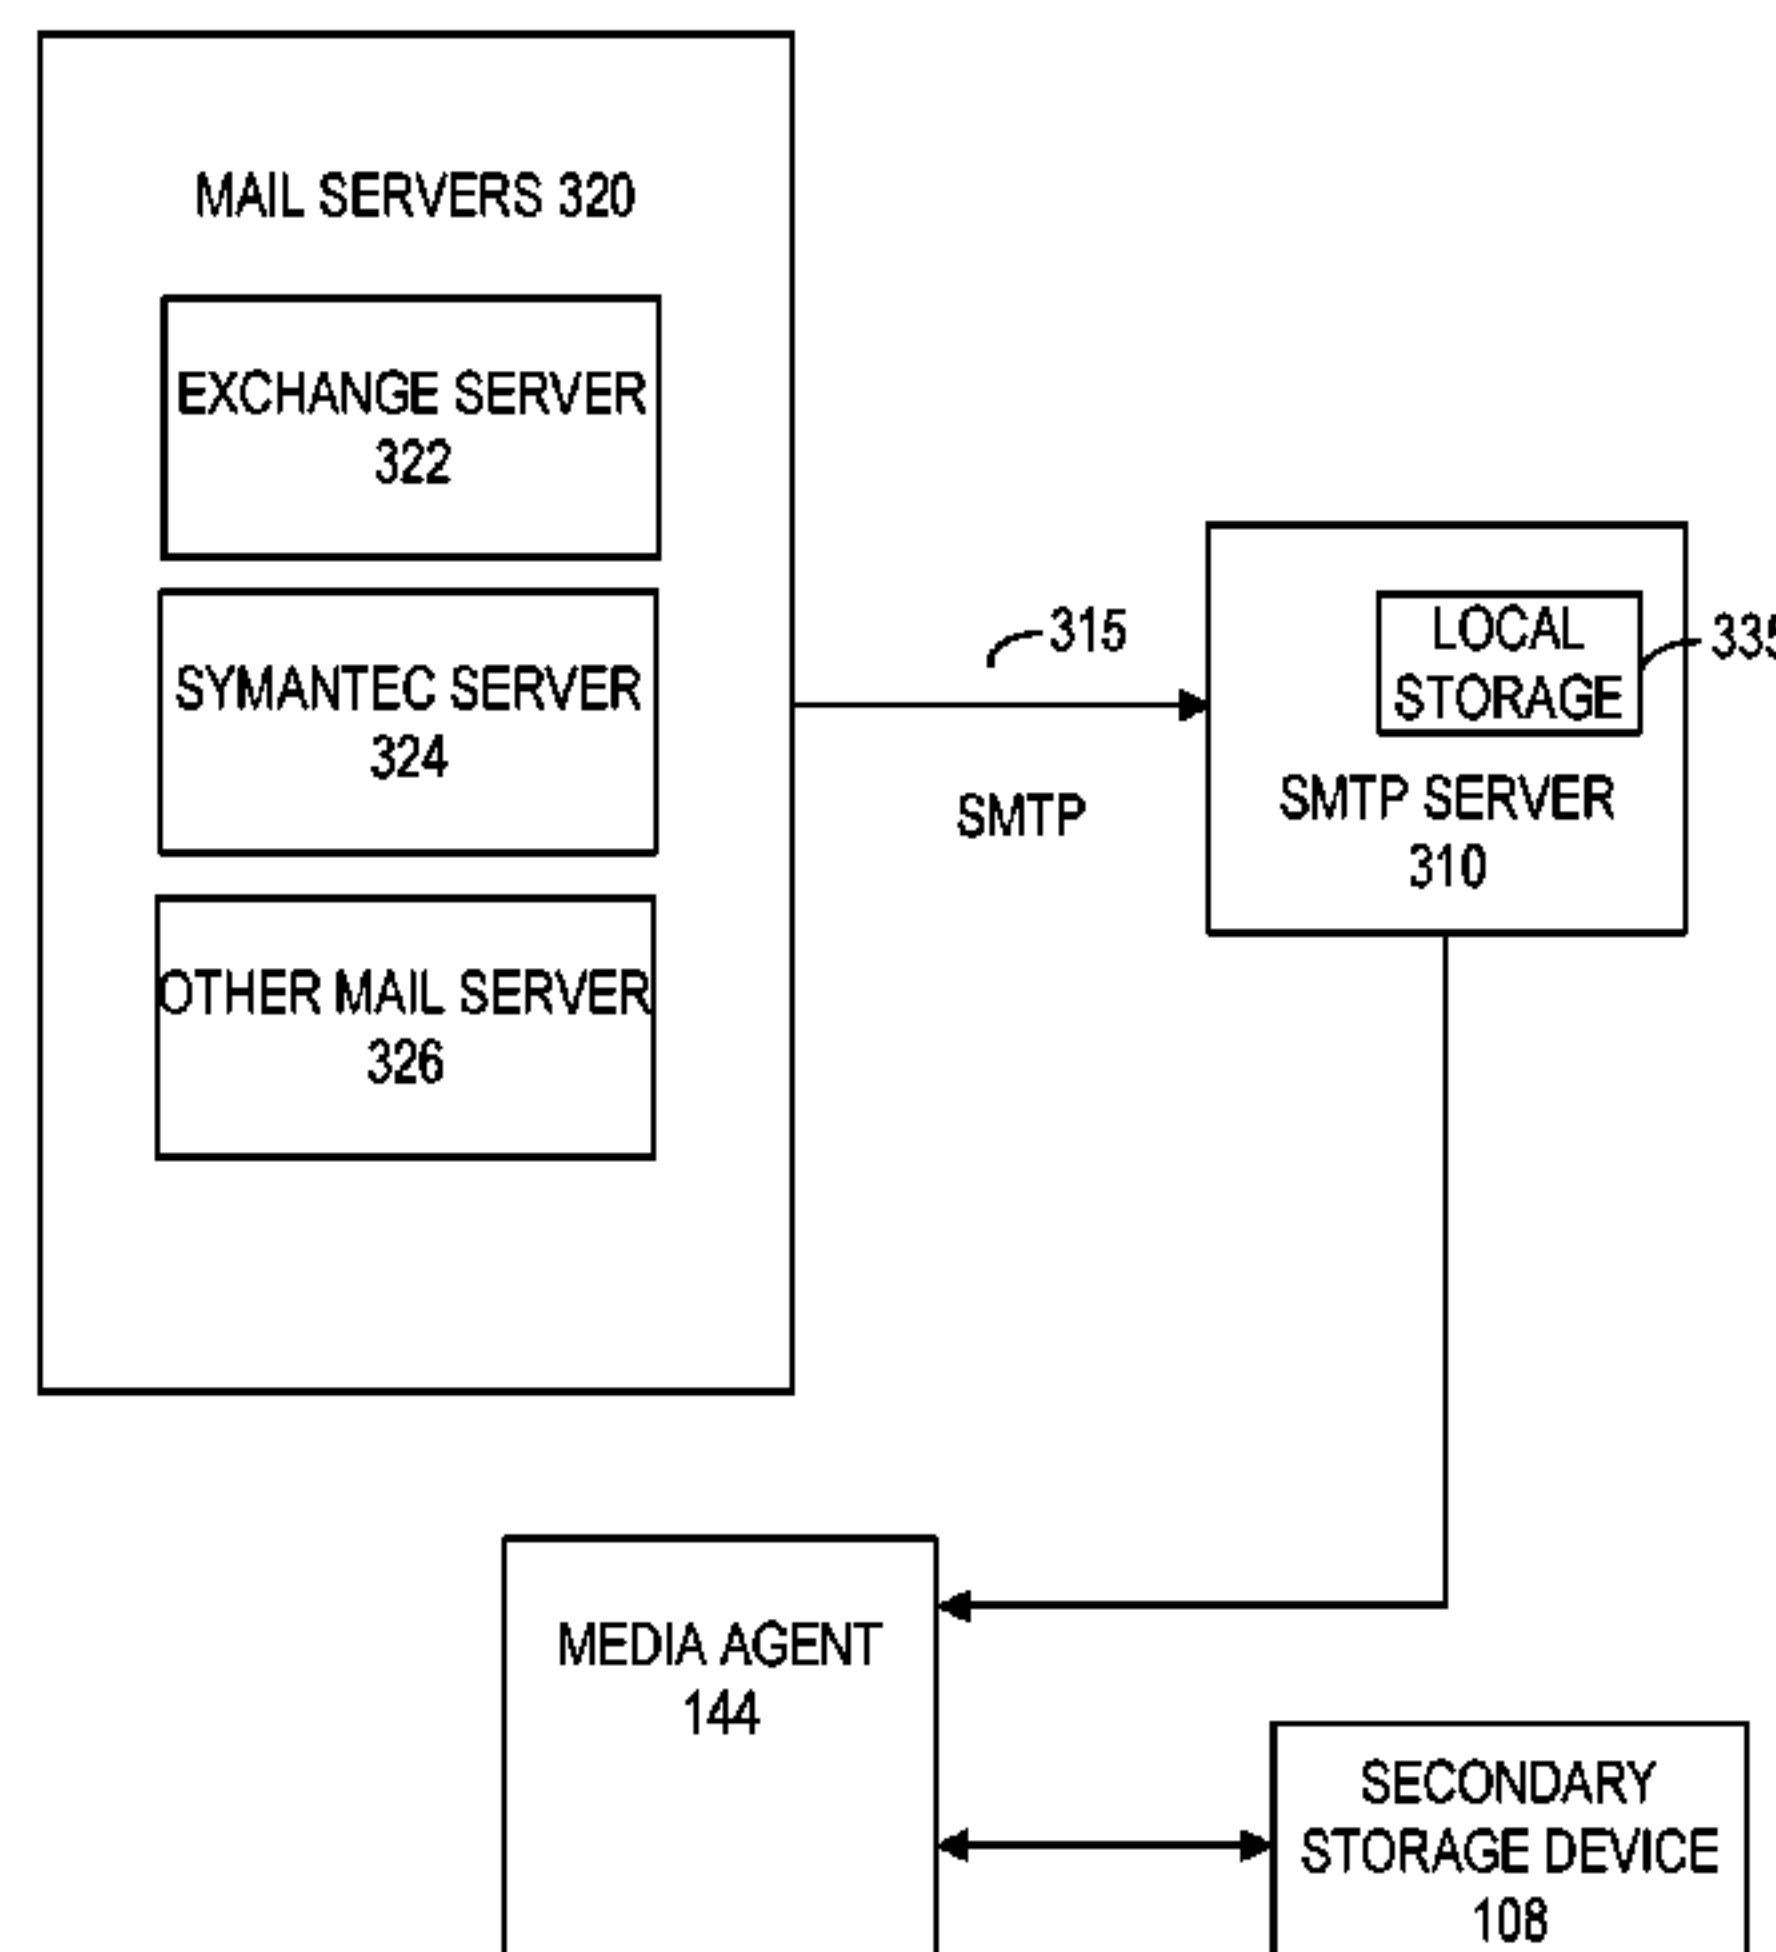 MAIL SERVERS 320
EXCHANGE SERVER
322
SYMANTEC SERVER
324
OTHER MAIL SERVER
326
315
SMTP
LOCAL
STORAGE
335
SMTP SERVER
310
MEDIA AGENT
144
SECONDARY
STORAGE DEVICE
108